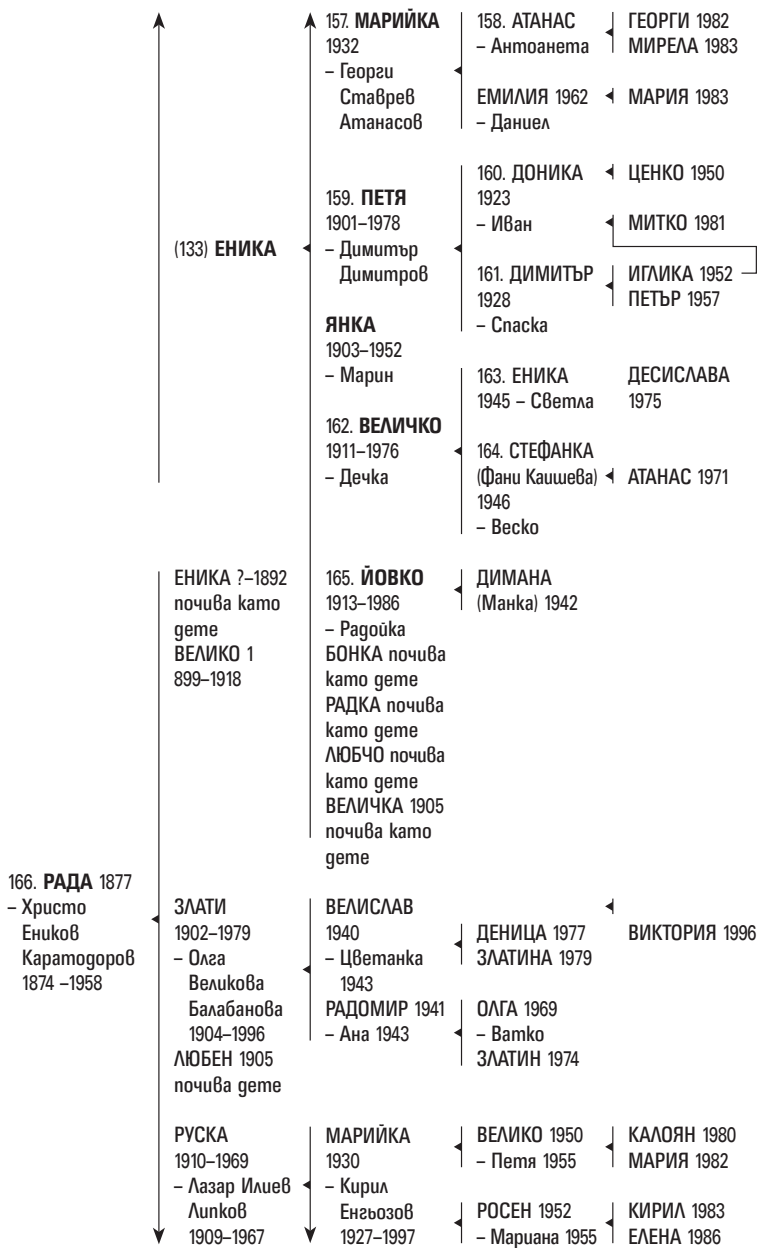 (133) ЕНИКА
157. МАРИЙКА
1932
– Георги
Ставрев
Атанасов
158. АТАНАС
– Антоанета
ГЕОРГИ 1982
МИРЕЛА 1983
ЕМИЛИЯ 1962
– Даниел
МАРИЯ 1983
159. ПЕТЯ
1901–1978
– Димитър
Димитров
160. ДОНИКА
1923
– Иван
ЦЕНКО 1950
МИТКО 1981
161. ДИМИТЪР
1928
– Спаска
ИГЛИКА 1952
ПЕТЪР 1957
ЯНКА
1903–1952
– Марин
162. ВЕЛИЧКО
1911–1976
– Дечка
163. ЕНИКА
1945 – Светла
ДЕСИСЛАВА
1975
164. СТЕФАНКА
(Фани Каишева)
1946
– Веско
АТАНАС 1971
165. ЙОВКО
1913–1986
– Радойка
ДИМАНА
(Манка) 1942
БОНКА почива
като дете
РАДКА почива
като дете
ЛЮБЧО почива
като дете
ВЕЛИЧКА 1905
почива като
дете
166. РАДА 1877
– Христо
Еников
Каратодоров
1874 –1958
ЕНИКА ?–1892
почива като
дете
ВЕЛИКО 1
899–1918
ЗЛАТИ
1902–1979
– Олга
Великова
Балабанова
1904–1996
ЛЮБЕН 1905
почива дете
ВЕЛИСЛАВ
1940
– Цветанка
1943
ДЕНИЦА 1977
ЗЛАТИНА 1979
ВИКТОРИЯ 1996
РАДОМИР 1941
– Ана 1943
ОЛГА 1969
– Ватко
ЗЛАТИН 1974
РУСКА
1910–1969
– Лазар Илиев
Липков
1909–1967
МАРИЙКА
1930
– Кирил
Енгьозов
1927–1997
ВЕЛИКО 1950
– Петя 1955
КАЛОЯН 1980
МАРИЯ 1982
РОСЕН 1952
– Мариана 1955
КИРИЛ 1983
ЕЛЕНА 1986